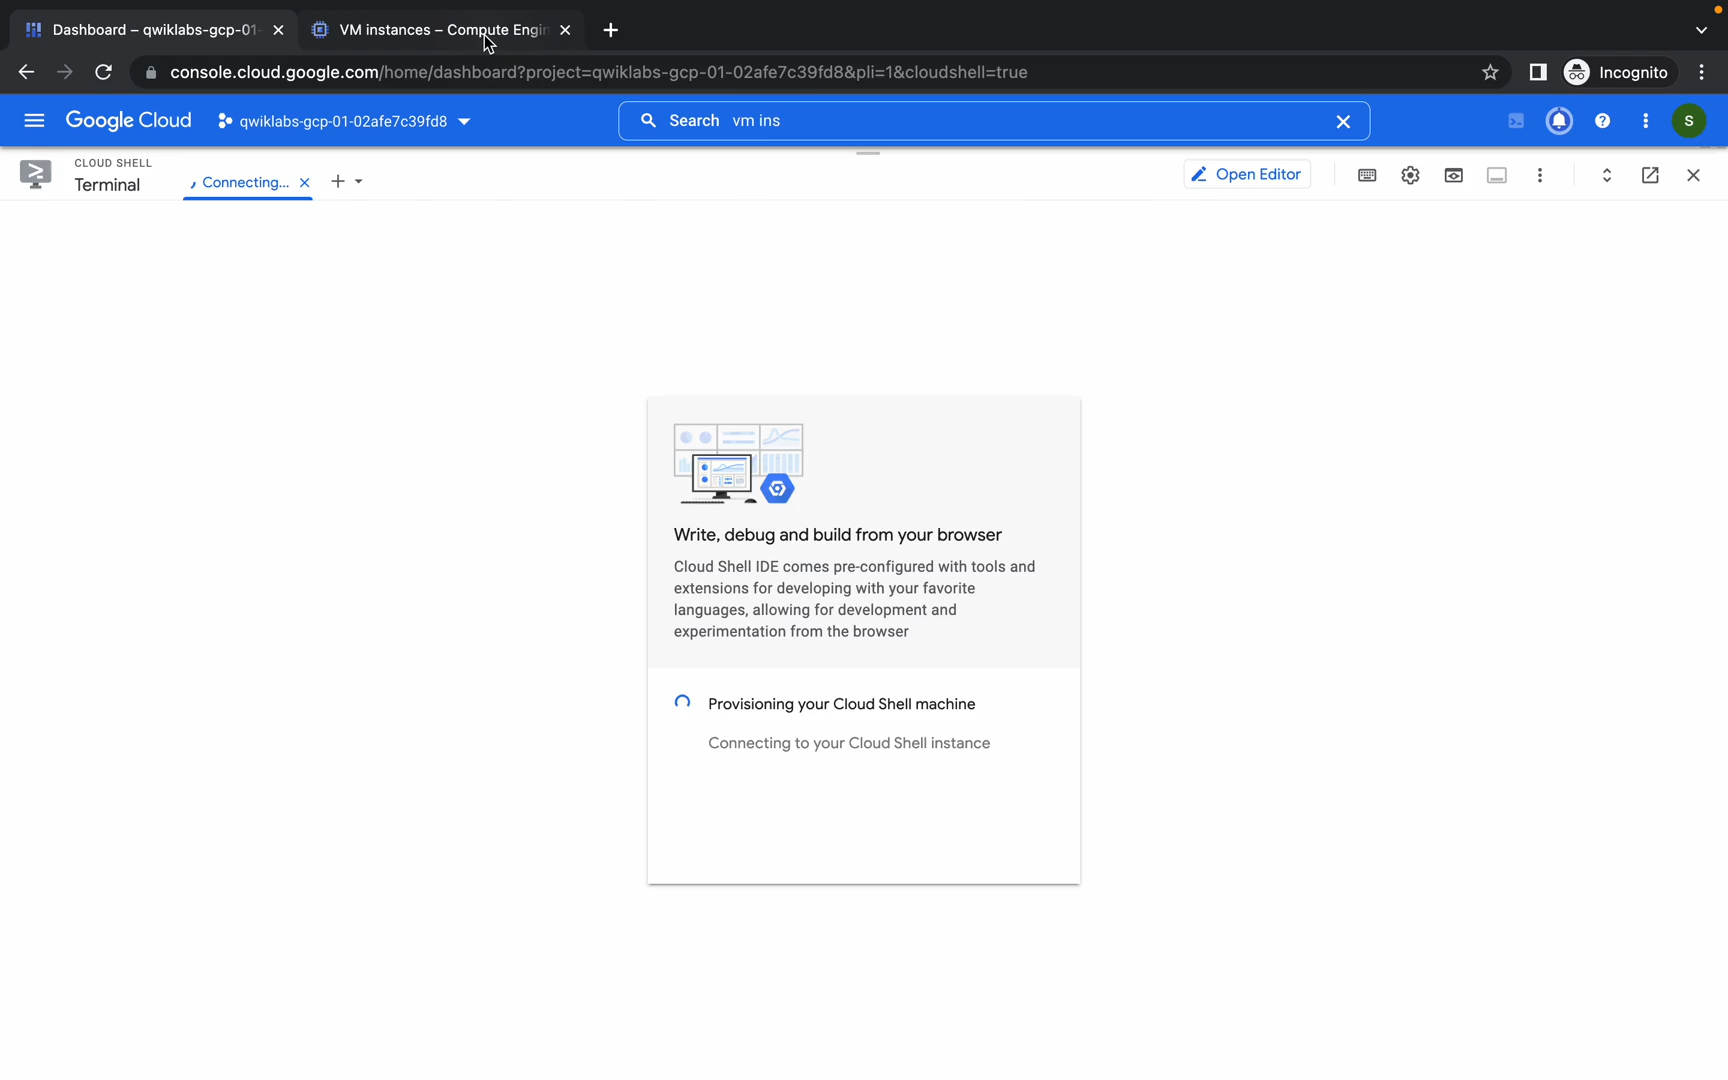 Dashboard – qwiklabs-gcp-01-
VM instances – Compute Engin
console.cloud.google.com/home/dashboard?project=qwiklabs-gcp-01-02afe7c39fd8&pli=1&cloudshell=true
Incognito
Google Cloud
qwiklabs-gcp-01-02afe7c39fd8
Search vm ins
S
CLOUD SHELL
Terminal
Connecting...
Open Editor
Write, debug and build from your browser
Cloud Shell IDE comes pre-configured with tools and
extensions for developing with your favorite
languages, allowing for development and
experimentation from the browser
Provisioning your Cloud Shell machine
Connecting to your Cloud Shell instance